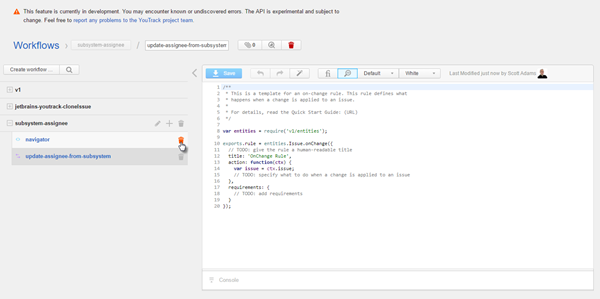 This feature is currently in development. You may encounter known or undiscovered errors. The API is experimental and subject to
change. Feel free to report any problems to the YouTrack project team.
Workflows subsystem-assignee / update-assignee-from-subsystem
Create workflow ...
Save fi Default White Last Modified just now by Scott Adams
v1
jetbrains-youtrack-cloneIssue
subsystem-assignee
navigator
update-assignee-from-subsystem
1 /**
2 * This is a template for an on-change rule. This rule defines what
3 * happens when a change is applied to an issue.
4 *
5 * For details, read the Quick Start Guide: {URL}
6 */
7
8 var entities = require('v1/entities');
9
10 exports.rule = entities.Issue.onChange({
11 // TODO: give the rule a human-readable title
12 title: 'OnChange Rule',
13 action: function(ctx) {
14 var issue = ctx.issue;
15 // TODO: specify what to do when a change is applied to an issue
16 },
17 requirements: {
18 // TODO: add requirements
19 }
20 });
Console